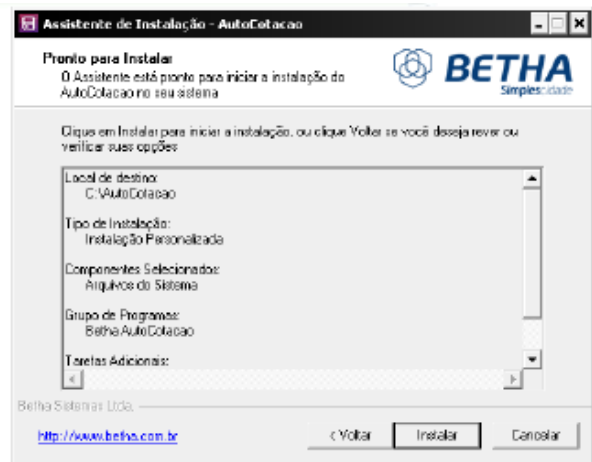 Assistente de Instalação - AutoCotacao
Pronto para Instalar
O Assistente está pronto para iniciar a instalação do
AutoCotacao no seu sistema
BETHA
Simplescidade
Clique em Instalar para iniciar a instalação, ou clique Voltar se você deseja rever ou
verificar suas opções
Local de destino:
C:\AutoCotacao
Tipo de Instalação:
Instalação Personalizada
Componentes Selecionados:
Arquivos do Sistema
Grupo de Programas:
Betha AutoCotacao
Tarefas Adicionais:
Betha Sistemas Ltda.
http://www.betha.com.br
< Voltar
Instalar
Cancelar